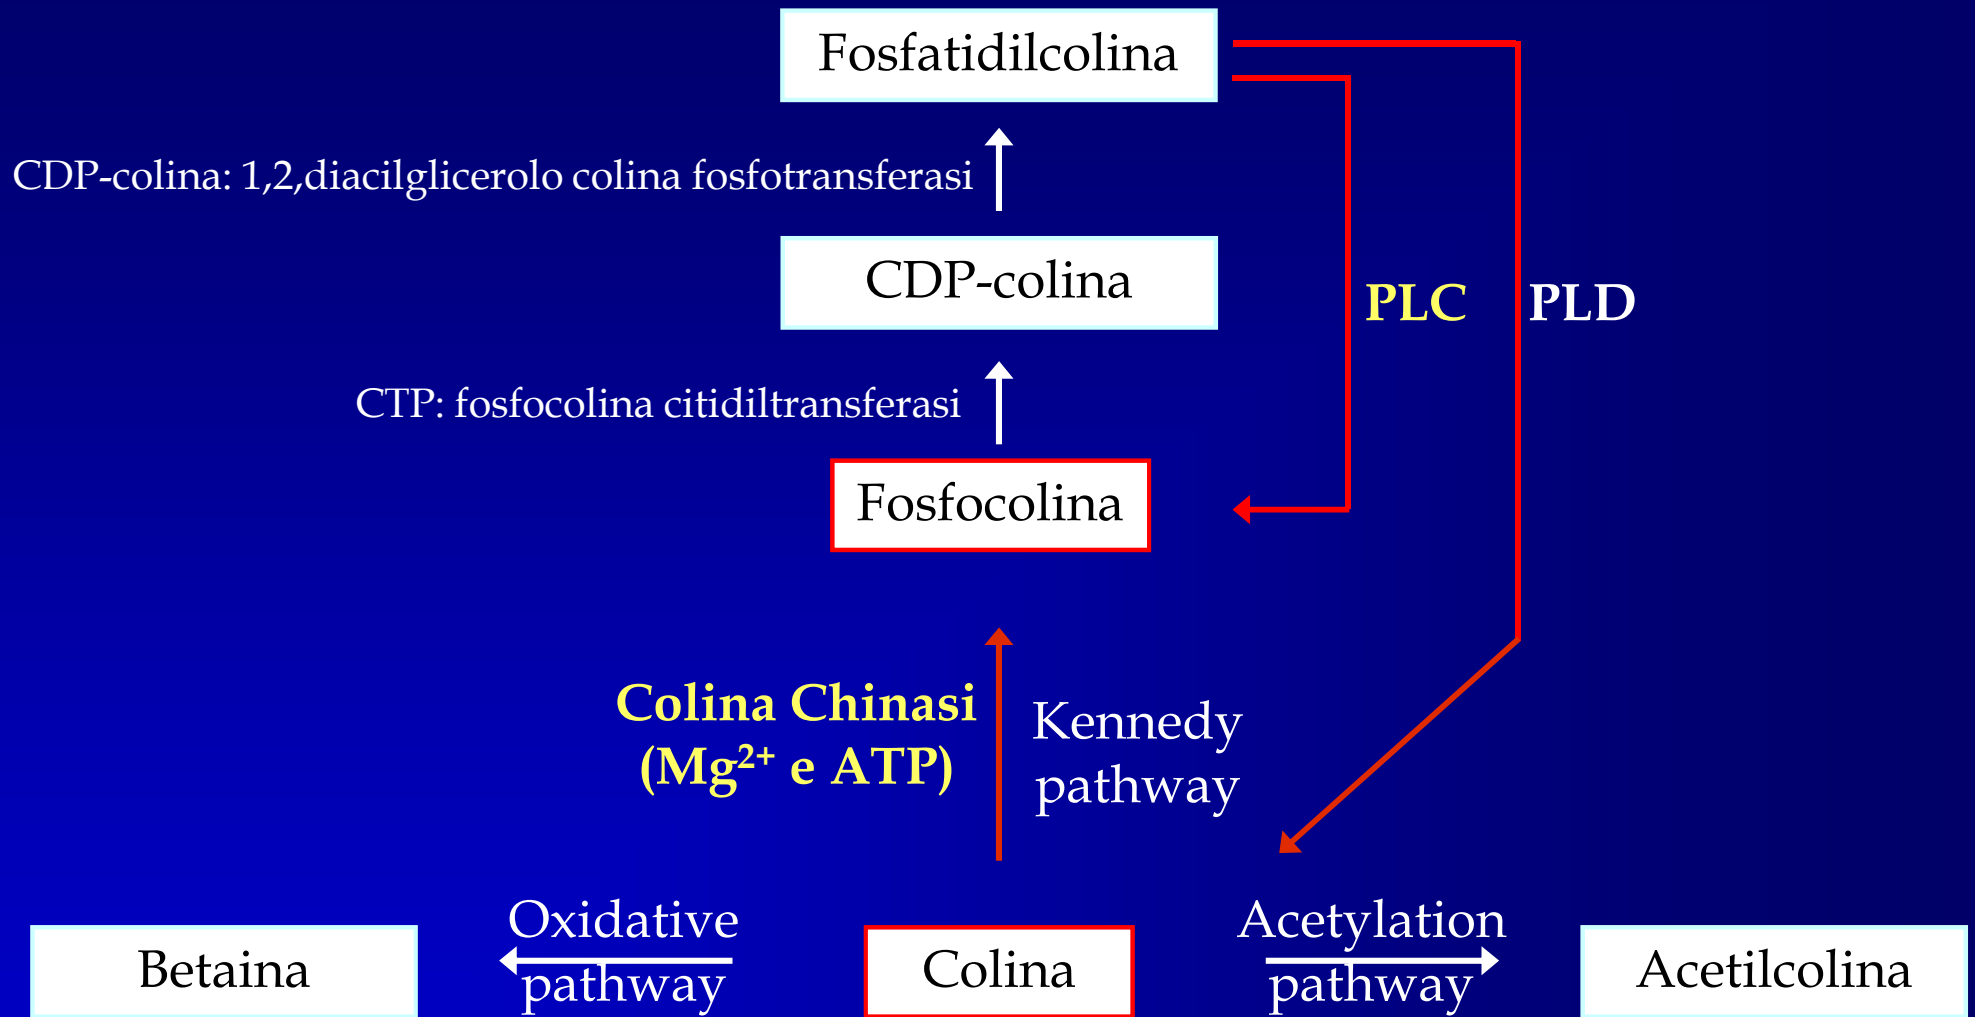 Fosfatidilcolina
CDP-colina: 1,2,diacilglicerolo colina fosfotransferasi
CDP-colina
PLC
PLD
CTP: fosfocolina citidiltransferasi
Fosfocolina
Colina Chinasi
(Mg²⁺ e ATP)
Kennedy
pathway
Betaina
Oxidative
pathway
Colina
Acetylation
pathway
Acetilcolina